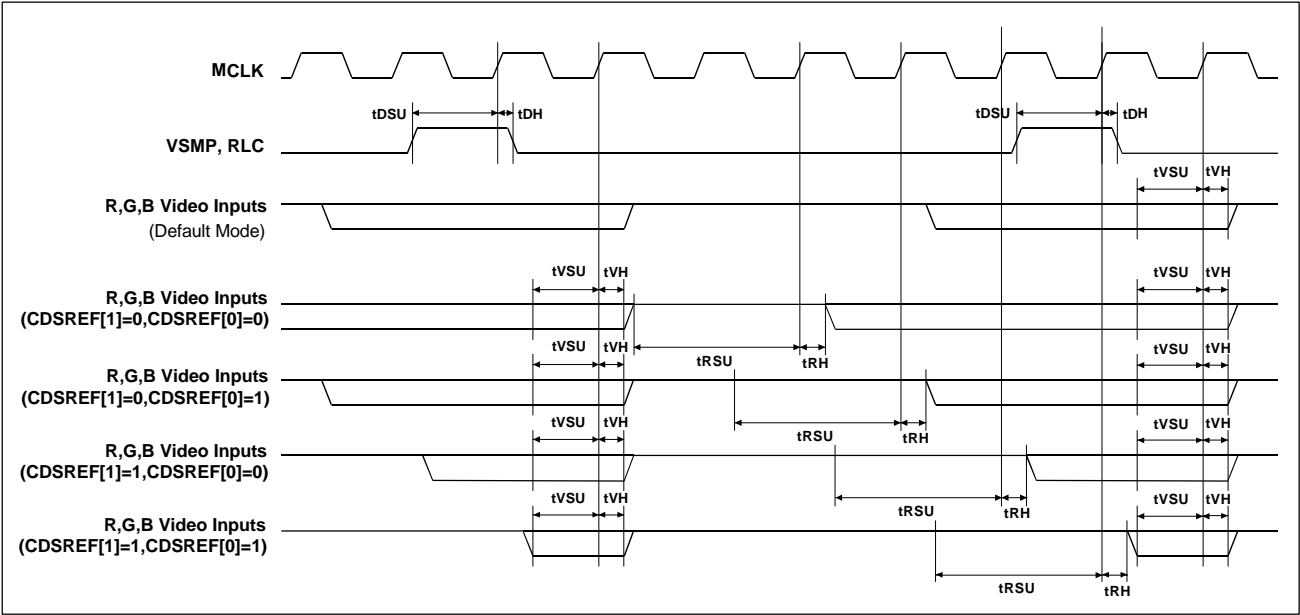 MCLK
tDSU tDH tDSU tDH
VSMP, RLC
tVSU tVH
R,G,B Video Inputs
(Default Mode)
tVSU tVH tVSU tVH
R,G,B Video Inputs
(CDSREF[1]=0,CDSREF[0]=0)
tVSU tVH tRSU tRH tVSU tVH
R,G,B Video Inputs
(CDSREF[1]=0,CDSREF[0]=1)
tVSU tVH tRSU tRH tVSU tVH
R,G,B Video Inputs
(CDSREF[1]=1,CDSREF[0]=0)
tVSU tVH tRSU tRH tVSU tVH
R,G,B Video Inputs
(CDSREF[1]=1,CDSREF[0]=1)
tRSU tRH